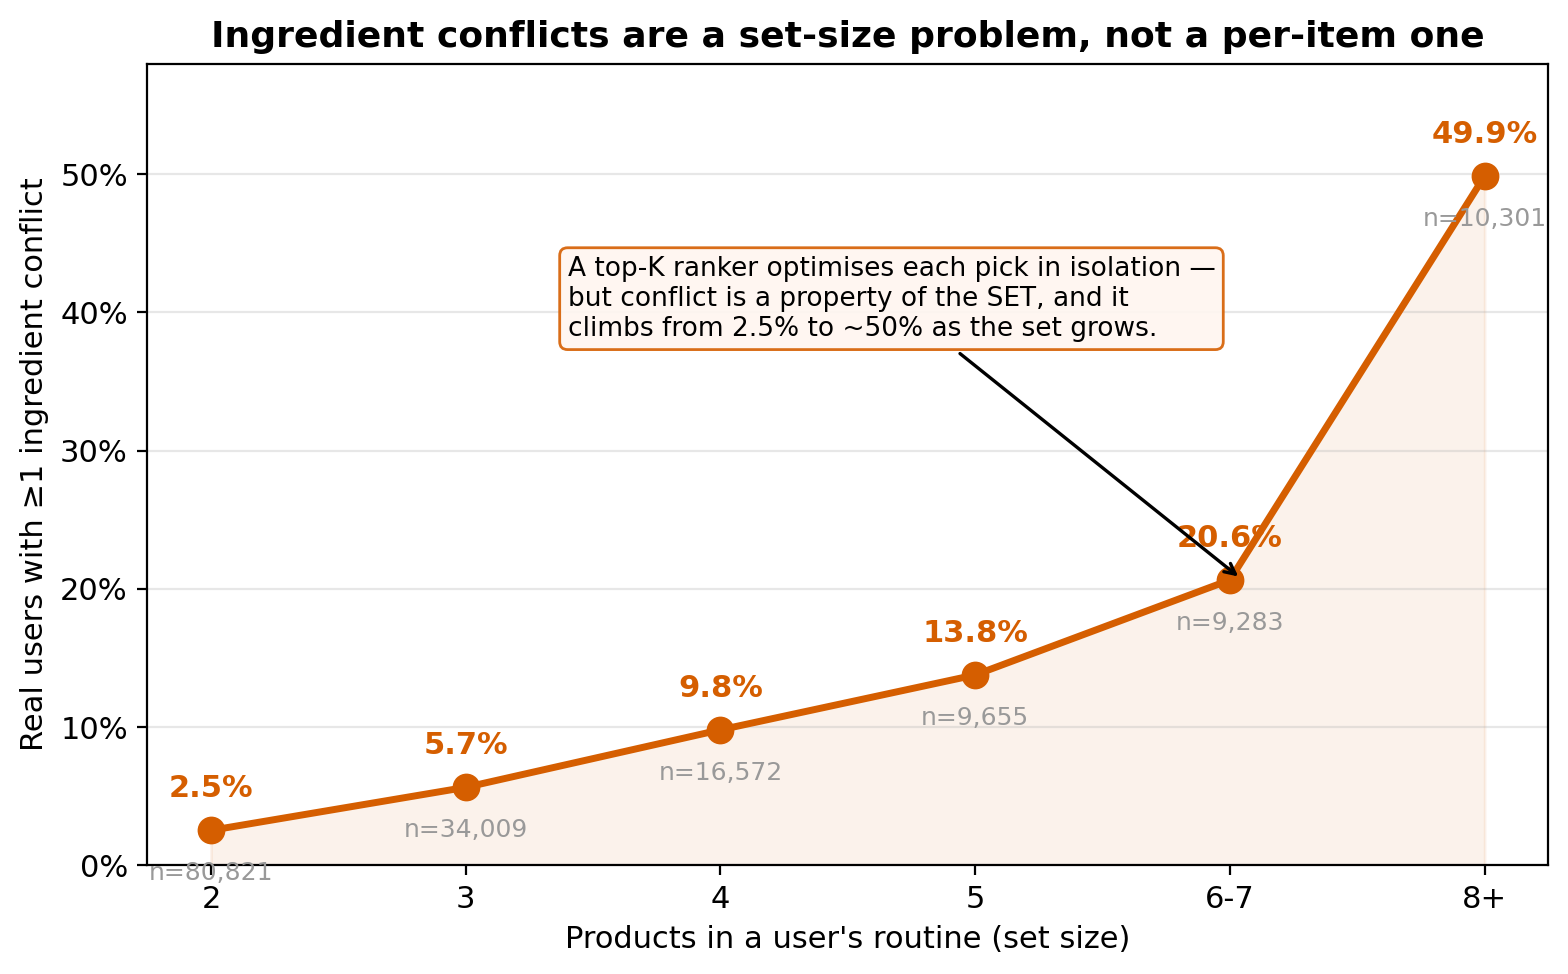 Ingredient conflicts are a set-size problem, not a per-item one
Real users with ≥1 ingredient conflict
50%
40%
30%
20%
10%
0%
A top-K ranker optimises each pick in isolation —
but conflict is a property of the SET, and it
climbs from 2.5% to ~50% as the set grows.
2.5%
n=80,821
5.7%
n=34,009
9.8%
n=16,572
13.8%
n=9,655
20.6%
n=9,283
49.9%
n=10,301
2
3
4
5
6-7
8+
Products in a user's routine (set size)